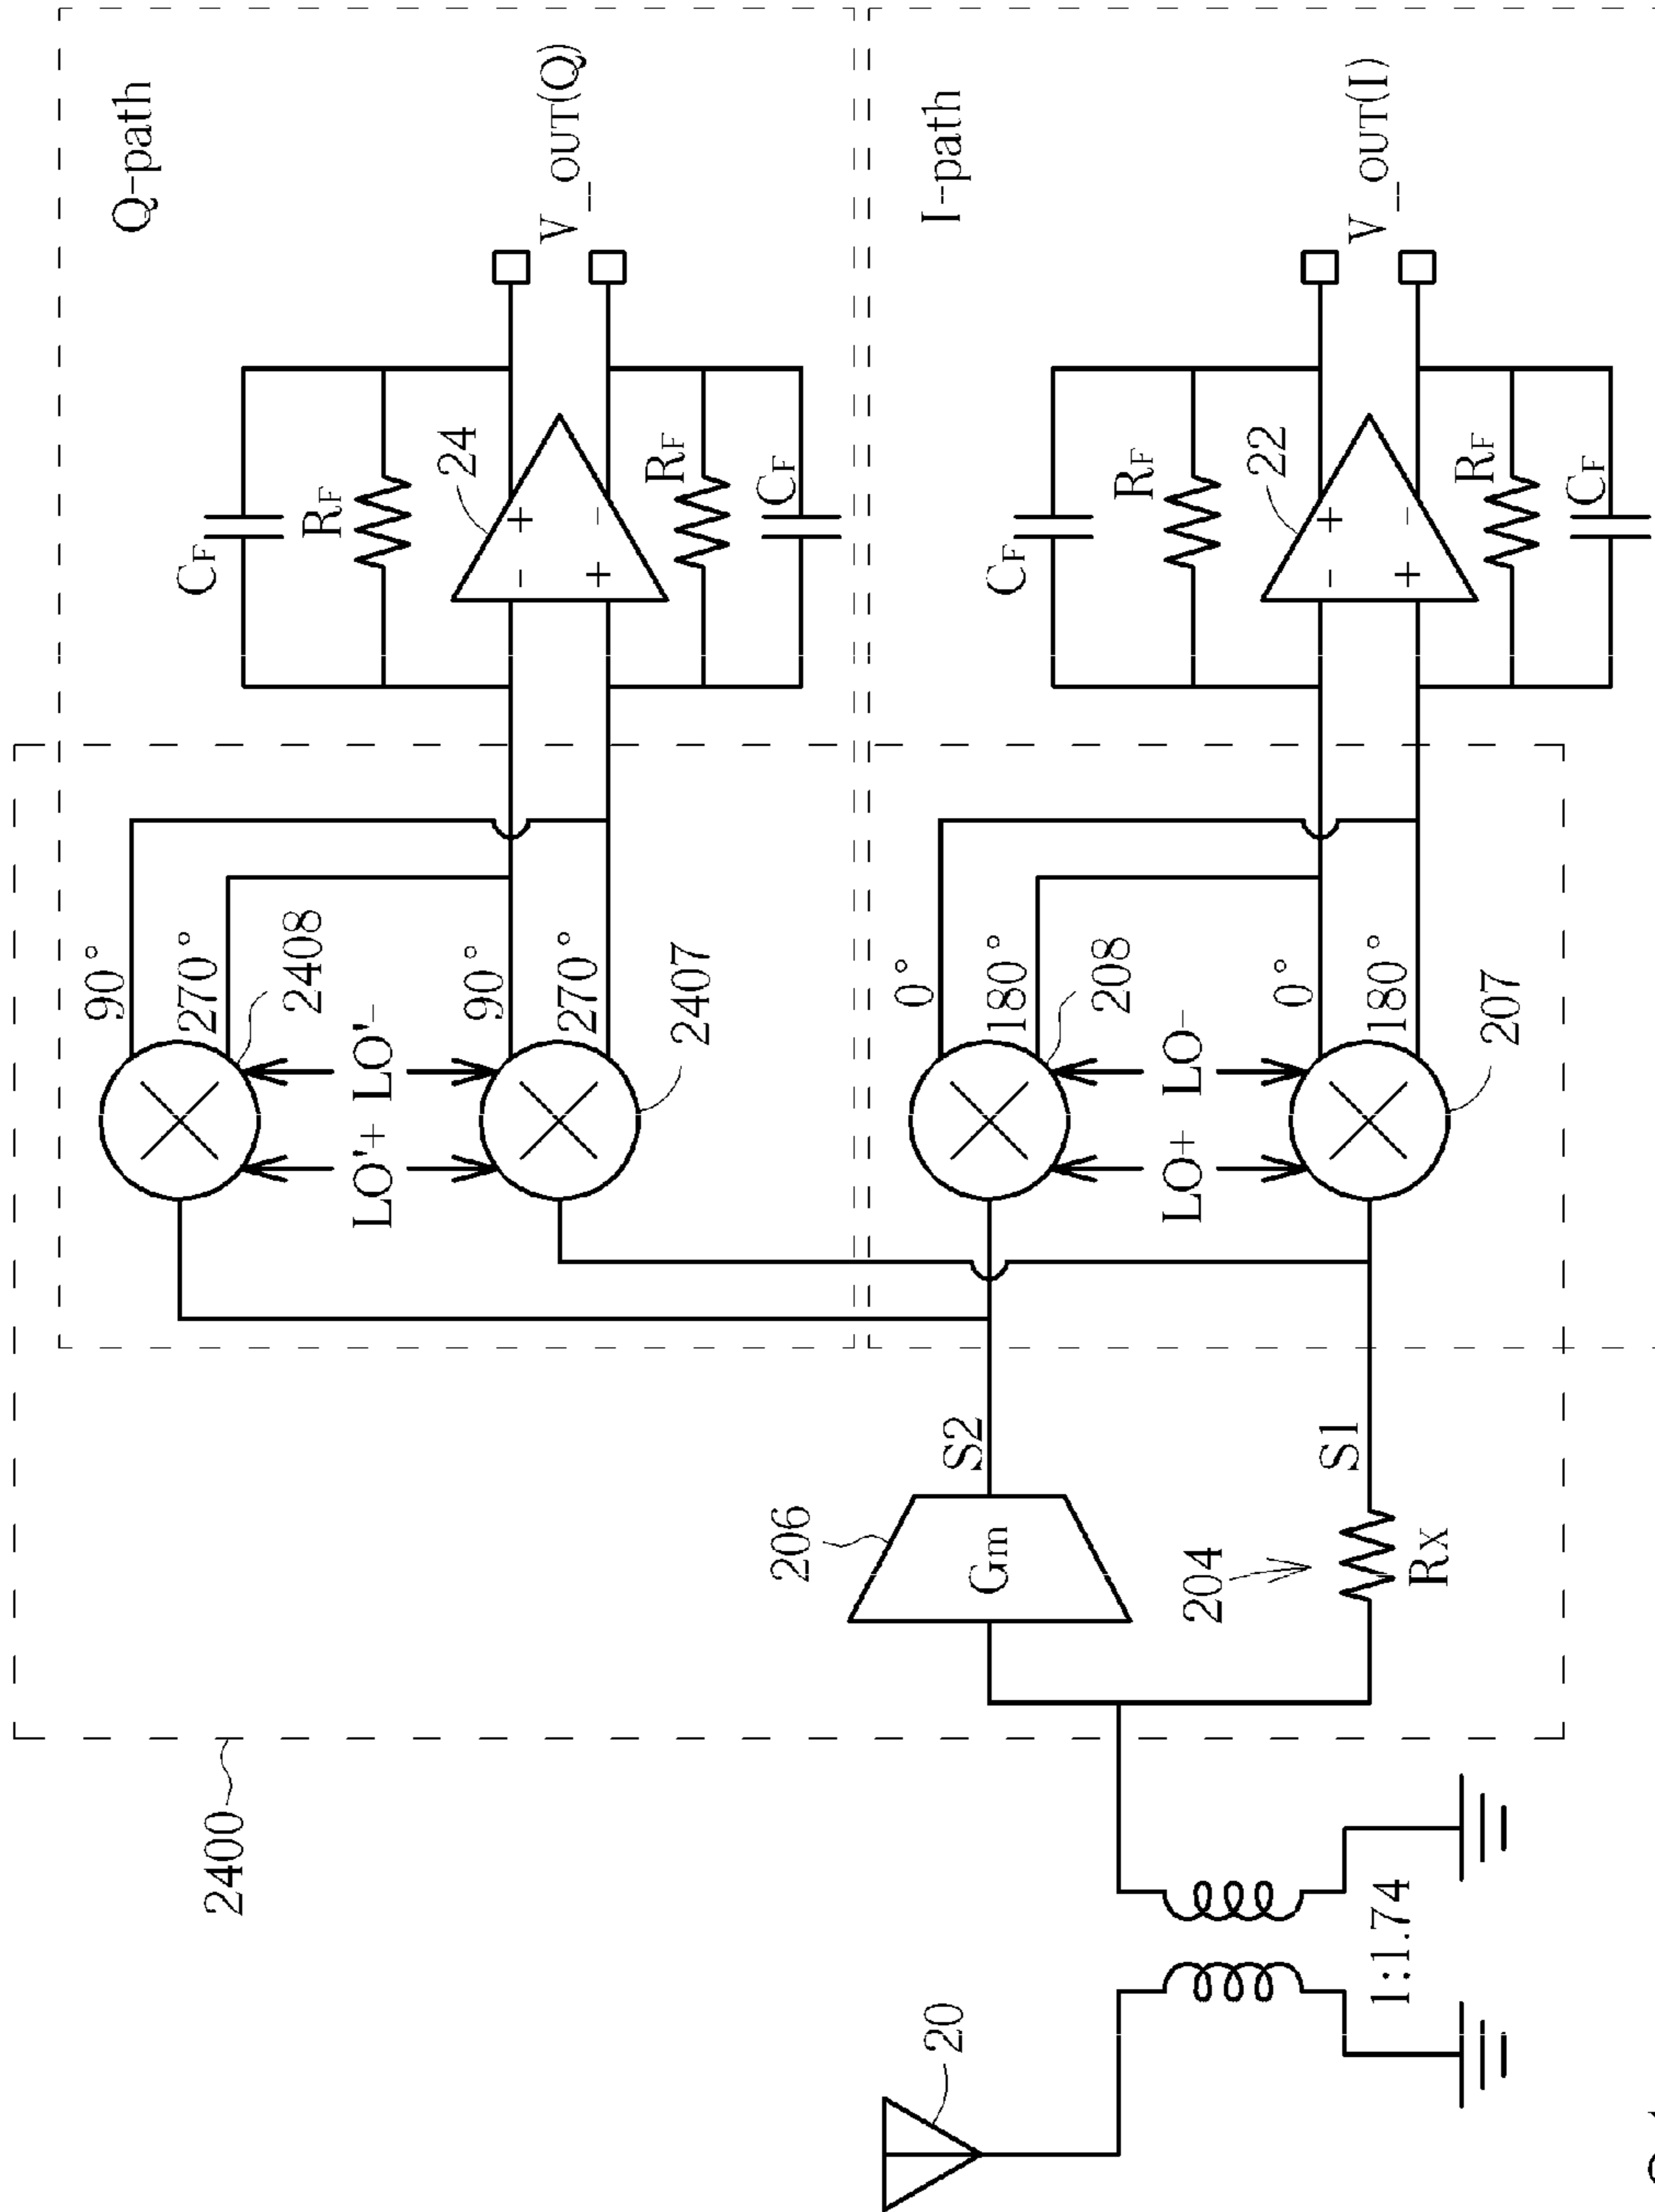 Q-path
CF
RF
90°
270°
2408
24
V_OUT(Q)
LO'+ LO'-
- +
+ -
90°
270°
2407
RF
CF
2400
I-path
CF
RF
0°
180°
208
22
V_OUT(I)
206
Gm
S2
LO+ LO-
- +
+ -
0°
180°
207
RF
CF
20
204
Rx
S1
1:1.74